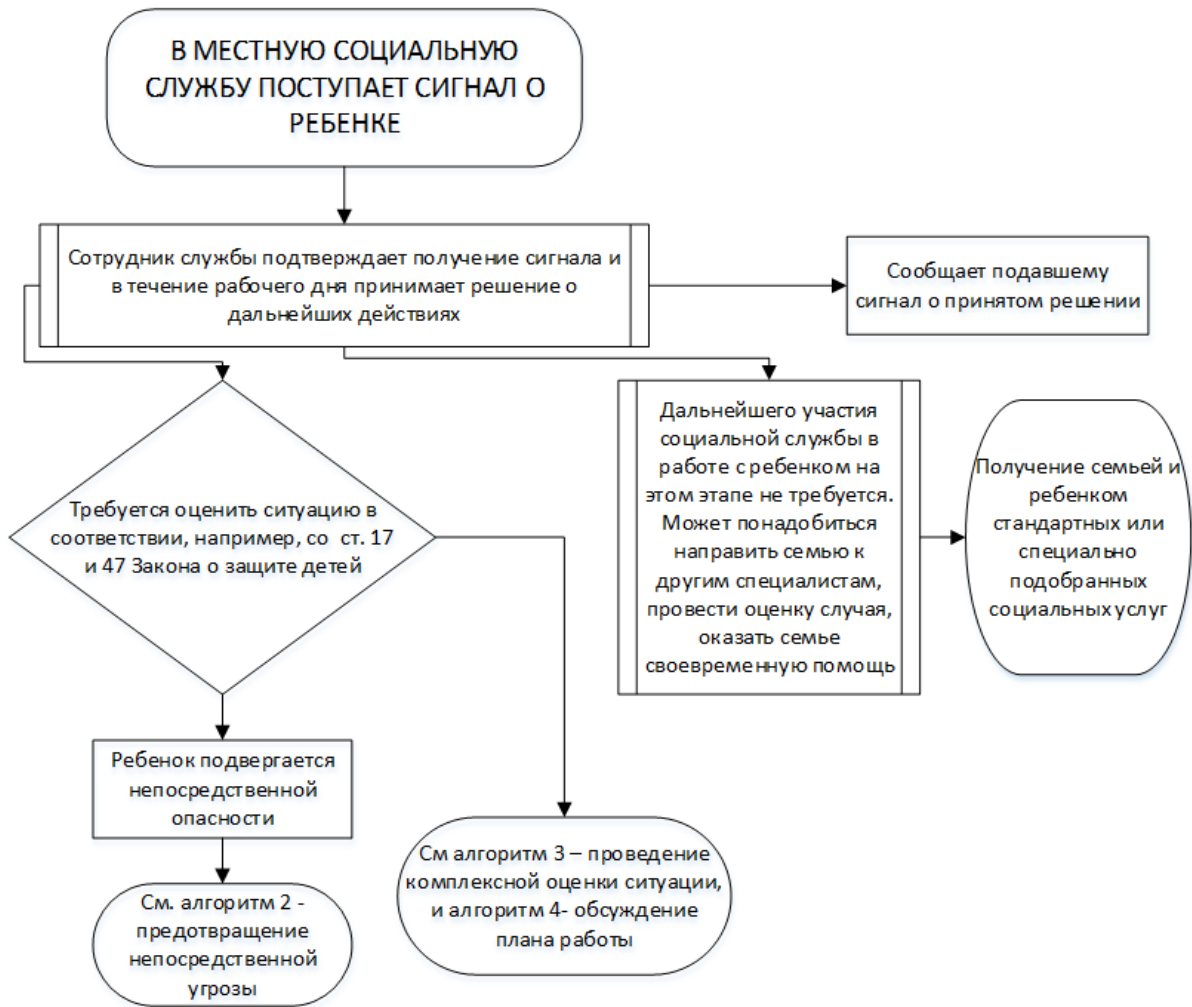 В МЕСТНУЮ СОЦИАЛЬНУЮ
СЛУЖБУ ПОСТУПАЕТ СИГНАЛ О
РЕБЕНКЕ
Сотрудник службы подтверждает получение сигнала и
в течение рабочего дня принимает решение о
дальнейших действиях
Сообщает подавшему
сигнал о принятом решении
Требуется оценить ситуацию в
соответствии, например, со ст. 17
и 47 Закона о защите детей
Дальнейшего участия
социальной службы в
работе с ребенком на
этом этапе не требуется.
Может понадобиться
направить семью к
другим специалистам,
провести оценку случая,
оказать семье
своевременную помощь
Получение семьей и
ребенком
стандартных или
специально
подобранных
социальных услуг
Ребенок подвергается
непосредственной
опасности
См. алгоритм 2 -
предотвращение
непосредственной
угрозы
См алгоритм 3 – проведение
комплексной оценки ситуации,
и алгоритм 4- обсуждение
плана работы